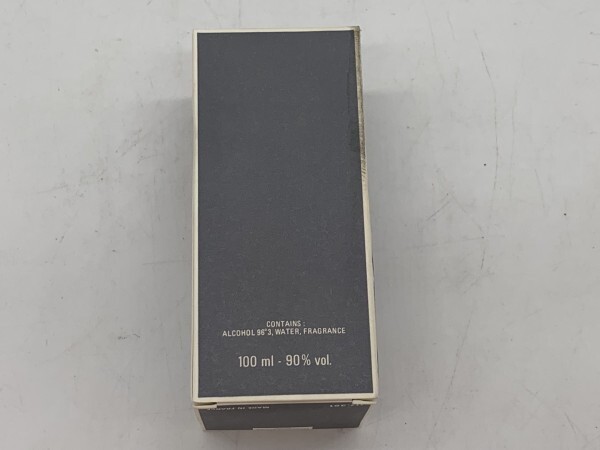 CONTAINS :
ALCOHOL 96°3, WATER, FRAGRANCE
100 ml - 90% vol.